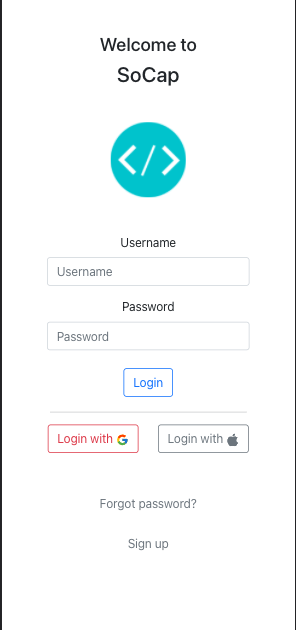 Welcome to
SoCap
</>
Username
Username
Password
Password
Login
Login with
Login with
Forgot password?
Sign up